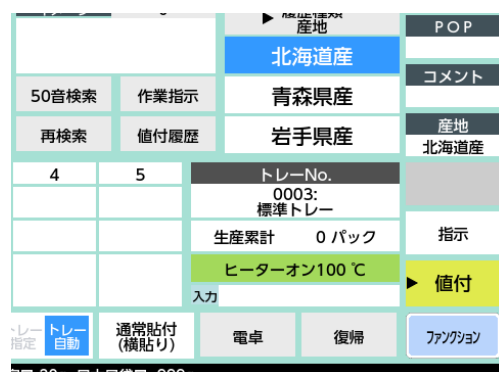 産地
POP
北海道産
コメント
50音検索
作業指示
青森県産
再検索
値付履歴
岩手県産
産地
北海道産
4
5
トレーNo.
0003:
標準トレー
生産累計 0 パック
指示
ヒーターオン100 ℃
▶ 値付
入力
トレー
指定
トレー
自動
通常貼付
(横貼り)
電卓
復帰
ファンクション